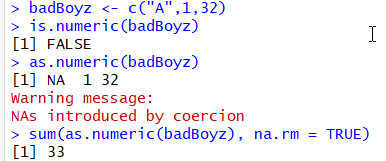 > badBoyz <- c("A",1,32)
> is.numeric(badBoyz)
[1] FALSE
> as.numeric(badBoyz)
[1] NA  1 32
Warning message:
NAs introduced by coercion
> sum(as.numeric(badBoyz), na.rm = TRUE)
[1] 33